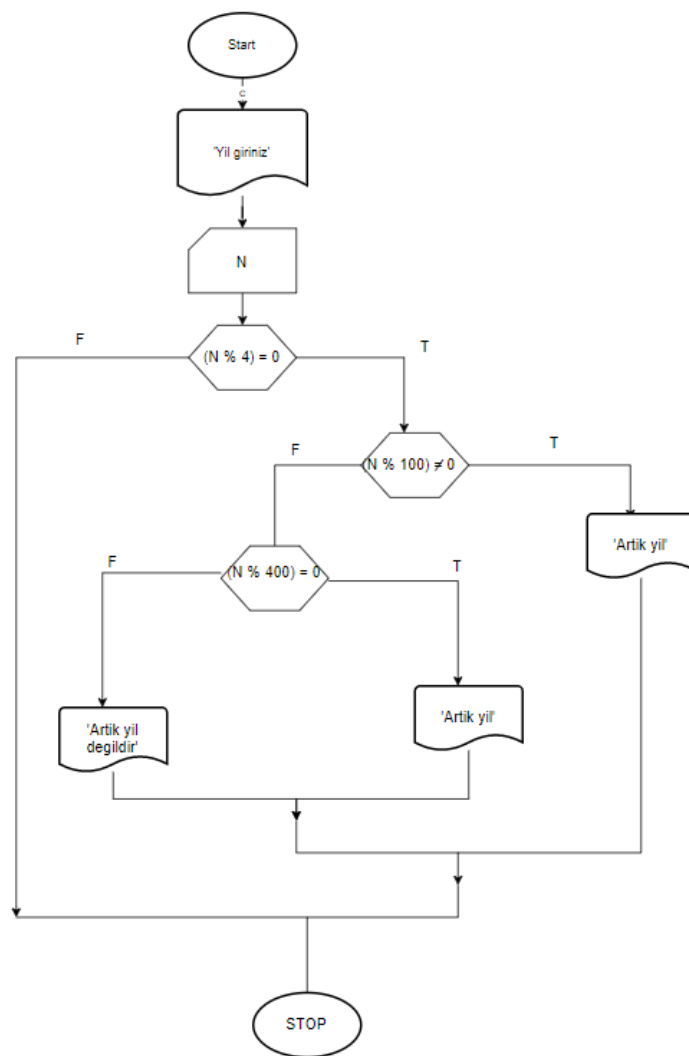 Start
c
'Yil giriniz'
N
F
(N % 4) = 0
T
F
(N % 100) ≠ 0
T
'Artik yil'
F
(N % 400) = 0
T
'Artik yil
degildir'
'Artik yil'
STOP